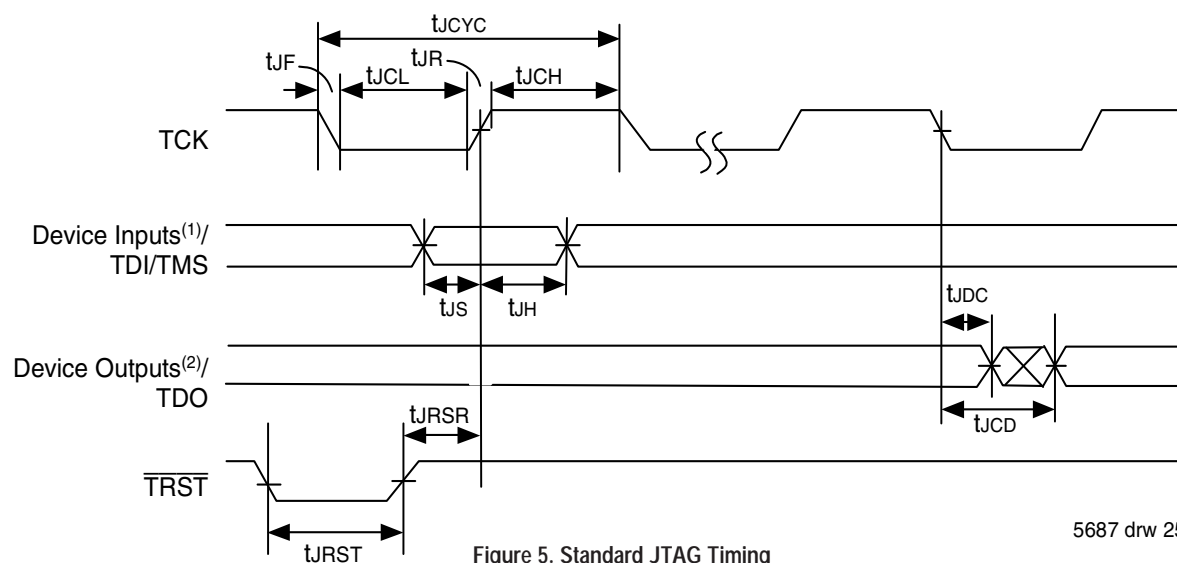 tJCYC
tJF
tJCL
tJR
tJCH
TCK
Device Inputs(1)/
TDI/TMS
tJS
tJH
tJDC
Device Outputs(2)/
TDO
tJCD
tJRSR
TRST
tJRST
5687 drw 25
Figure 5. Standard JTAG Timing